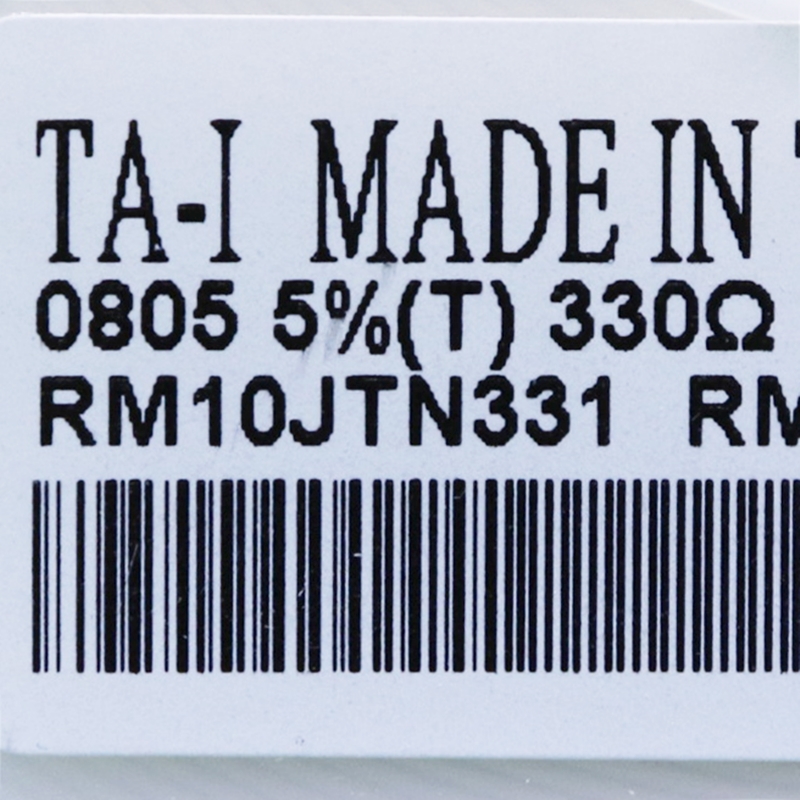 TA-I MADE IN
0805 5%(T) 330Ω
RM10JTN331 RM